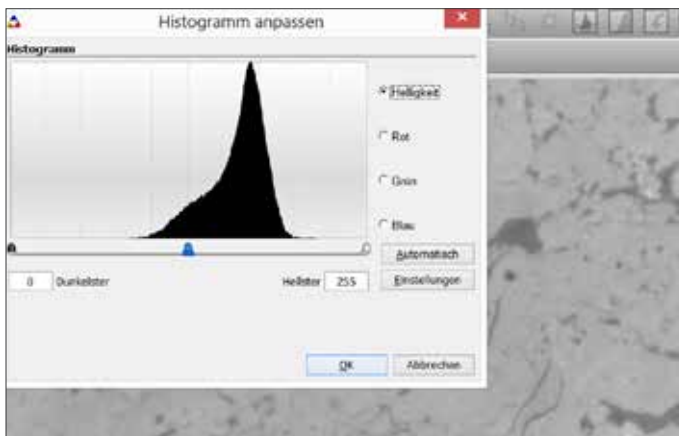 Histogramm anpassen
Histogramm
Helligkeit
Rot
Grün
Blau
Automatisch
0 Dunkelster Hellster 255 Einstellungen
OK Abbrechen